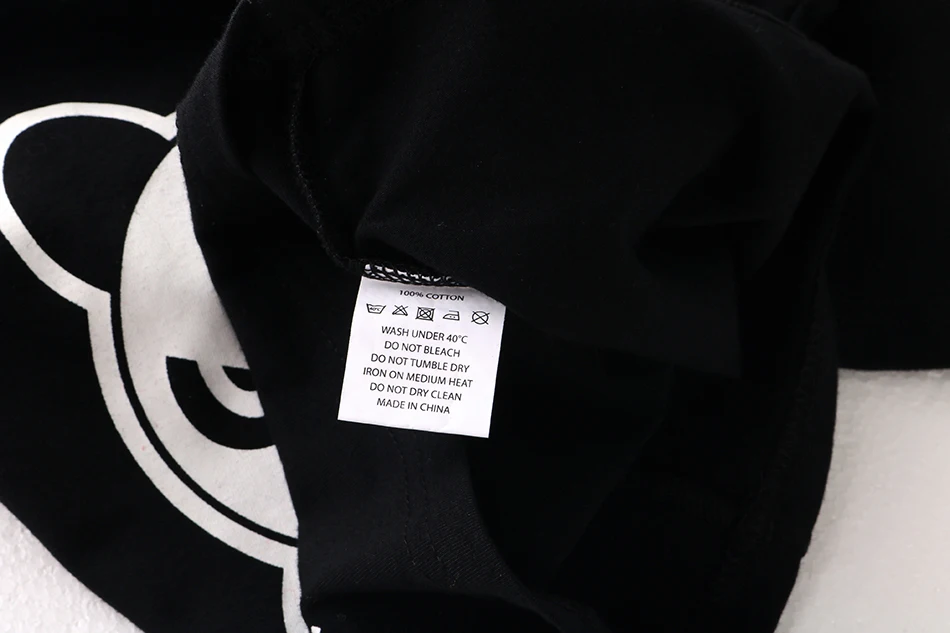 100% COTTON
40°C
WASH UNDER 40°C
DO NOT BLEACH
DO NOT TUMBLE DRY
IRON ON MEDIUM HEAT
DO NOT DRY CLEAN
MADE IN CHINA